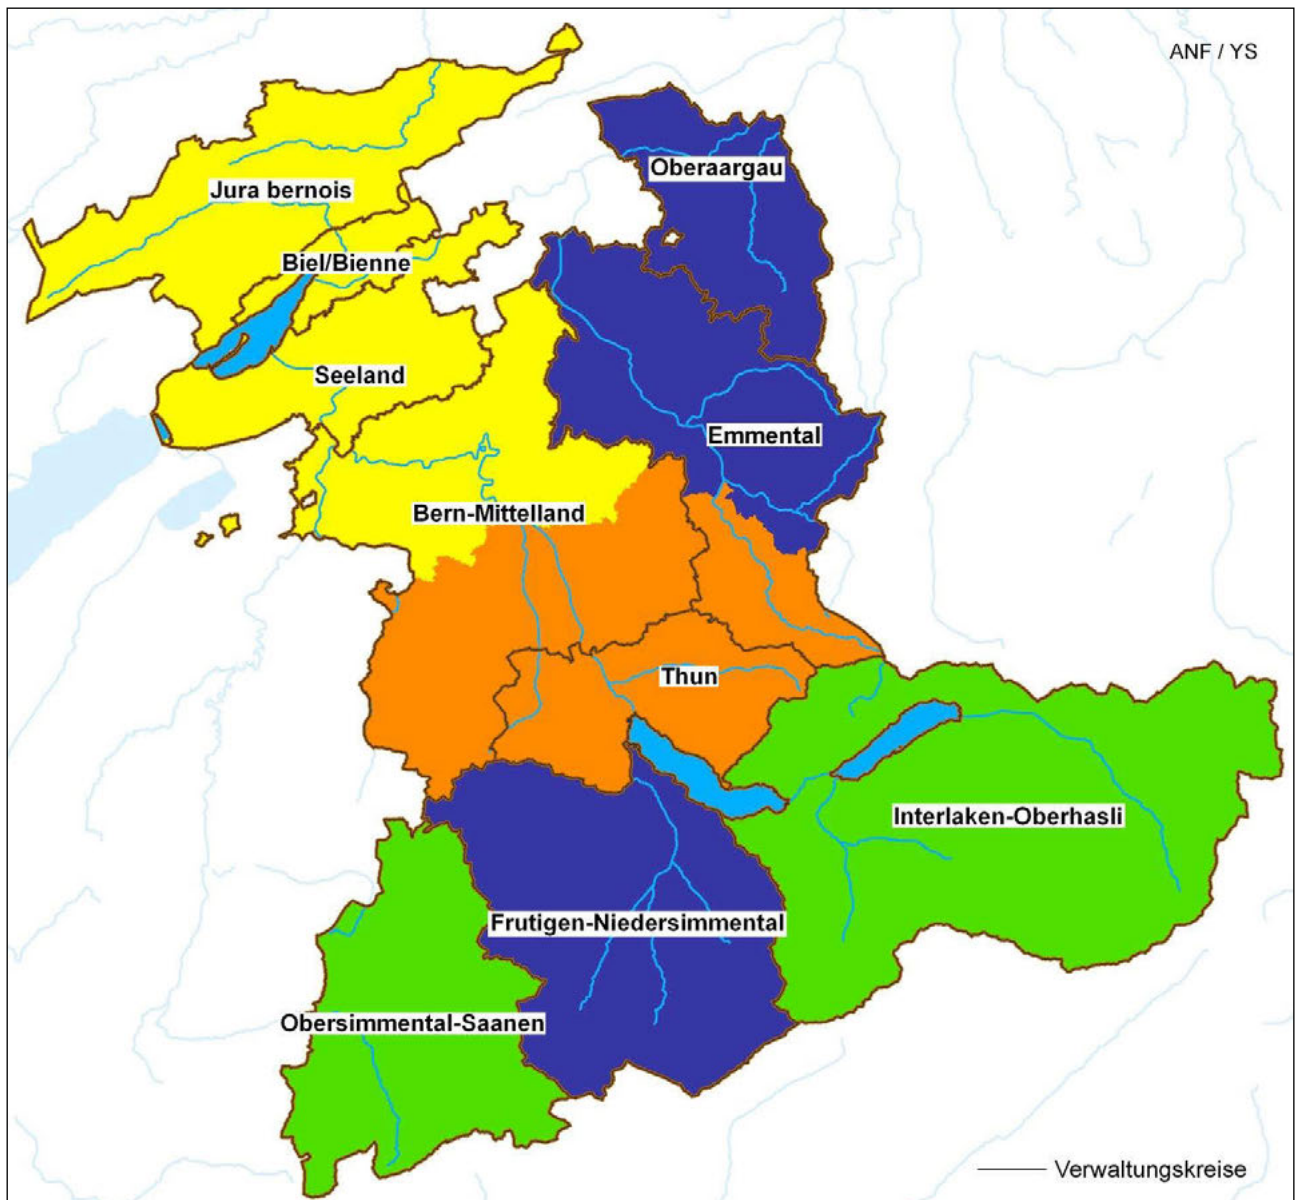 ANF / YS
Oberaargau
Jura bernois
Biel/Bienne
Seeland
Emmental
Bern-Mittelland
Thun
Interlaken-Oberhasli
Frutigen-Niedersimmental
Obersimmental-Saanen
Verwaltungskreise